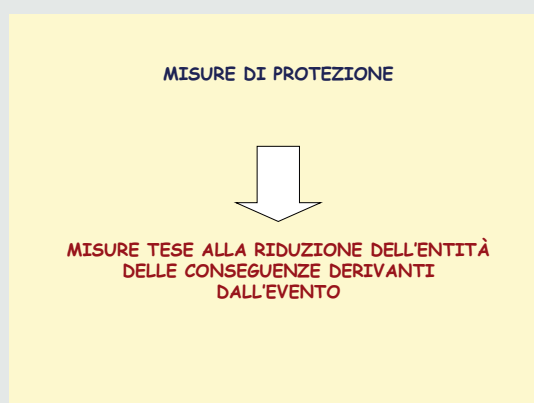 MISURE DI PROTEZIONE
MISURE TESE ALLA RIDUZIONE DELL'ENTITÀ
DELLE CONSEGUENZE DERIVANTI
DALL'EVENTO